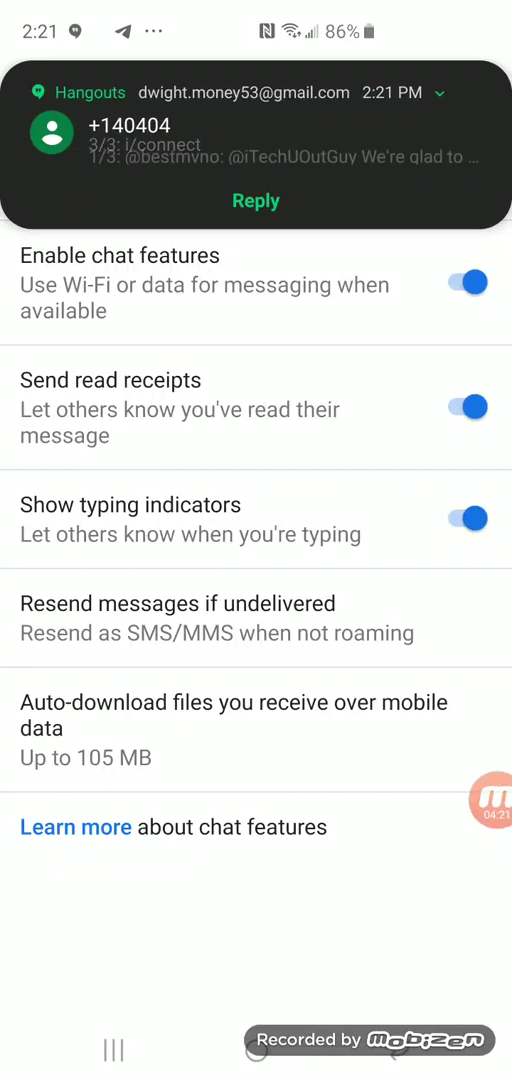 2:21 86%
Hangouts dwight.money53@gmail.com 2:21 PM
+140404
3/3: i/connect
1/3: @bestmvno: @iTechUOutGuy We're glad to ...
Reply
Enable chat features
Use Wi-Fi or data for messaging when
available
Send read receipts
Let others know you've read their
message
Show typing indicators
Let others know when you're typing
Resend messages if undelivered
Resend as SMS/MMS when not roaming
Auto-download files you receive over mobile
data
Up to 105 MB
04:21
Learn more about chat features
Recorded by mobizen